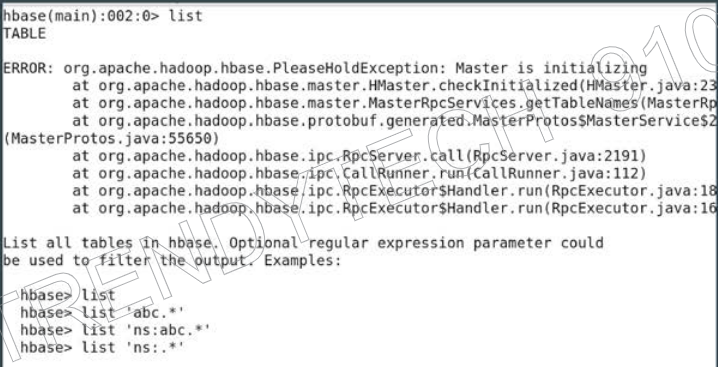 hbase(main):002:0> list
TABLE
ERROR: org.apache.hadoop.hbase.PleaseHoldException: Master is initializing
at org.apache.hadoop.hbase.master.HMaster.checkInitialized(HMaster.java:23
at org.apache.hadoop.hbase.master.MasterRpcServices.getTableNames(MasterRp
at org.apache.hadoop.hbase.protobuf.generated.MasterProtos$MasterService$2
(MasterProtos.java:55650)
at org.apache.hadoop.hbase.ipc.RpcServer.call(RpcServer.java:2191)
at org.apache.hadoop.hbase.ipc.CallRunner.run(CallRunner.java:112)
at org.apache.hadoop.hbase.ipc.RpcExecutor$Handler.run(RpcExecutor.java:18
at org.apache.hadoop.hbase.ipc.RpcExecutor$Handler.run(RpcExecutor.java:16
List all tables in hbase. Optional regular expression parameter could
be used to filter the output. Examples:
hbase> list
hbase> list 'abc.*'
hbase> list 'ns:abc.*'
hbase> list 'ns:.*'
TRENDYTECH 910